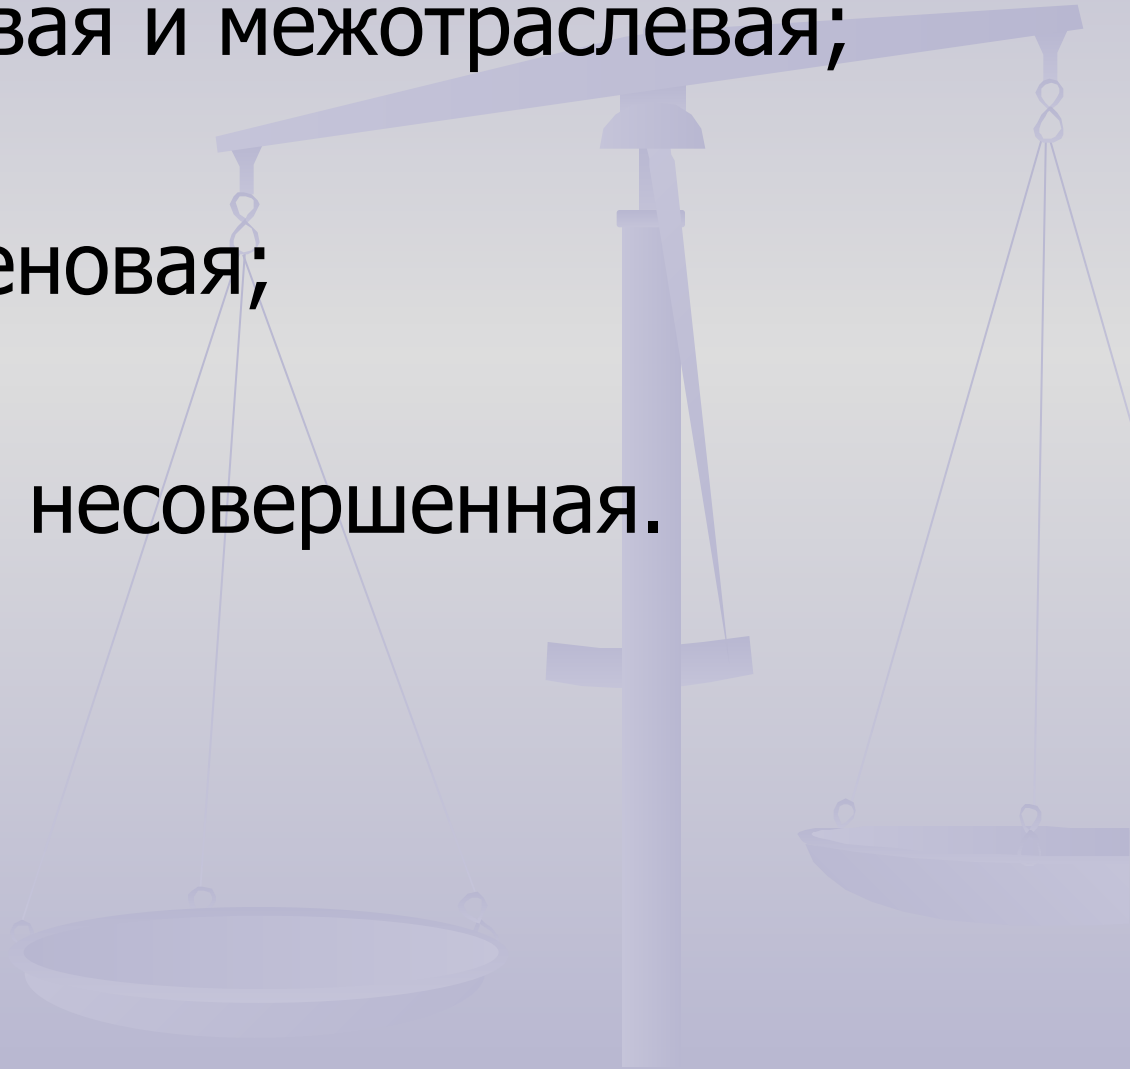 вая и межотраслевая;
еновая;
несовершенная.